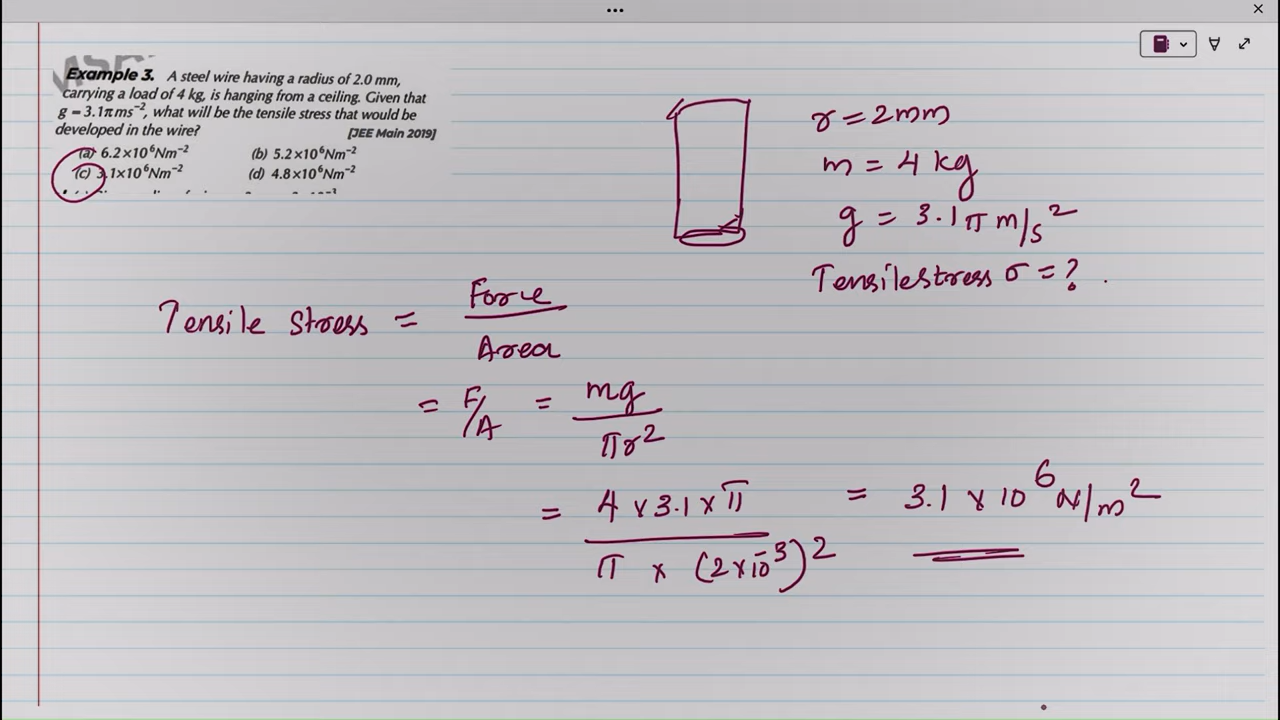 Example 3. A steel wire having a radius of 2.0 mm,
carrying a load of 4 kg, is hanging from a ceiling. Given that
g = 3.1π ms⁻², what will be the tensile stress that would be
developed in the wire? [JEE Main 2019]
(a) 6.2×10⁶Nm⁻² (b) 5.2×10⁶Nm⁻²
(c) 3.1×10⁶Nm⁻² (d) 4.8×10⁶Nm⁻²
r = 2mm
m = 4 kg
g = 3.1π m/s²
Tensile stress σ = ?
Tensile stress = Force / Area
= F/A = mg / πr²
= 4 × 3.1 × π / π × (2×10⁻³)² = 3.1 × 10⁶ N/m²